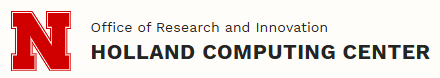 N
Office of Research and Innovation
HOLLAND COMPUTING CENTER